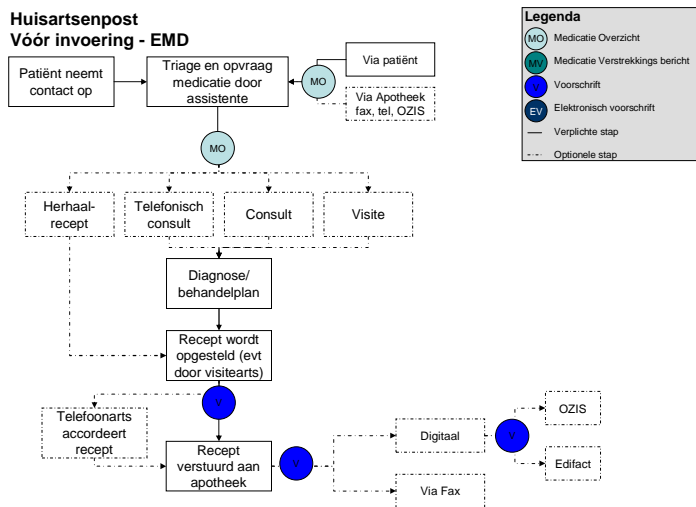 Huisartsenpost
Vóór invoering - EMD
Patiënt neemt
contact op
Triage en opvraag
medicatie door
assistente
MO
Via patiënt
Via Apotheek
fax, tel, OZIS
MO
Herhaal-
recept
Telefonisch
consult
Consult
Visite
Diagnose/
behandelplan
Recept wordt
opgesteld (evt
door visitearts)
V
Telefoonarts
accordeert
recept
Recept
verstuurd aan
apotheek
V
Digitaal
Via Fax
V
OZIS
Edifact
Legenda
MO Medicatie Overzicht
MV Medicatie Verstrekkings bericht
V Voorschrift
EV Elektronisch voorschrift
Verplichte stap
Optionele stap